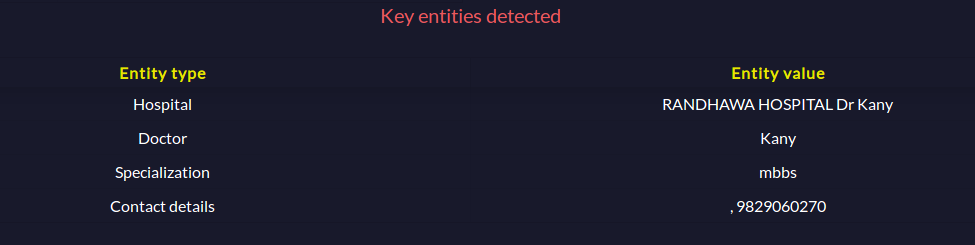 Key entities detected
Entity type Entity value
Hospital RANDHAWA HOSPITAL Dr Kany
Doctor Kany
Specialization mbbs
Contact details , 9829060270